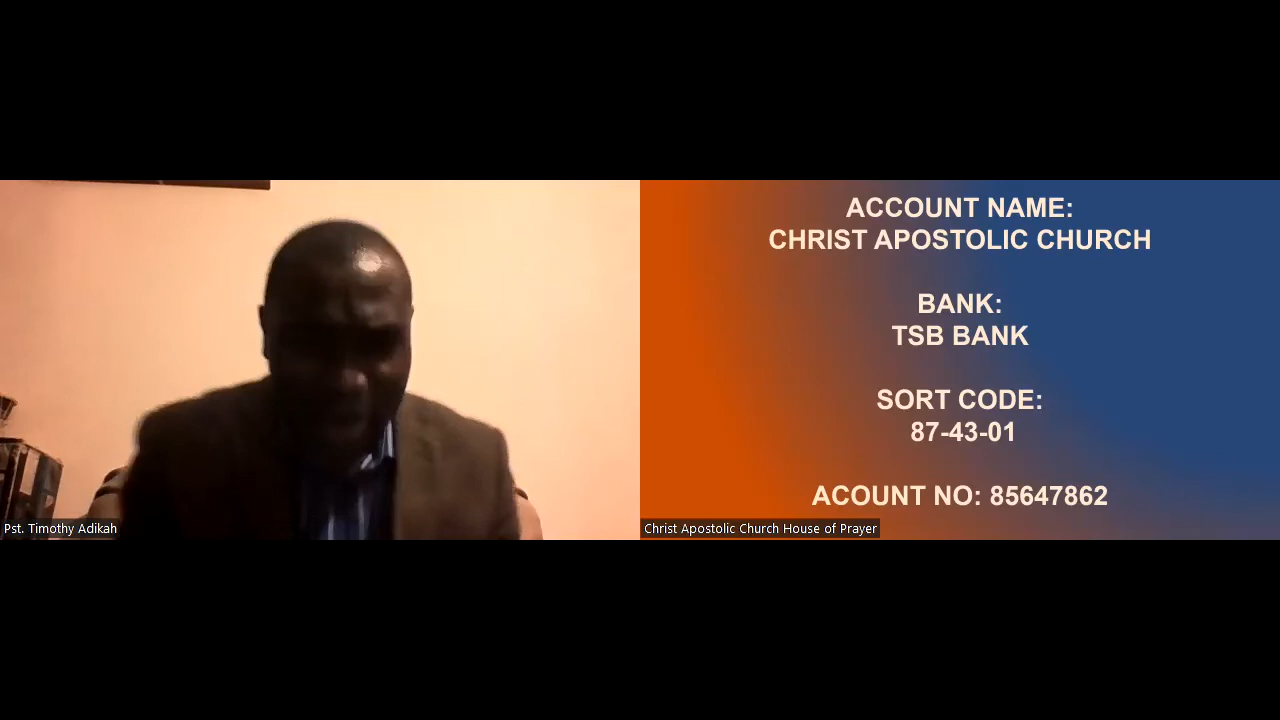 ACCOUNT NAME:
CHRIST APOSTOLIC CHURCH
BANK:
TSB BANK
SORT CODE:
87-43-01
ACOUNT NO: 85647862
Pst. Timothy Adikah
Christ Apostolic Church House of Prayer